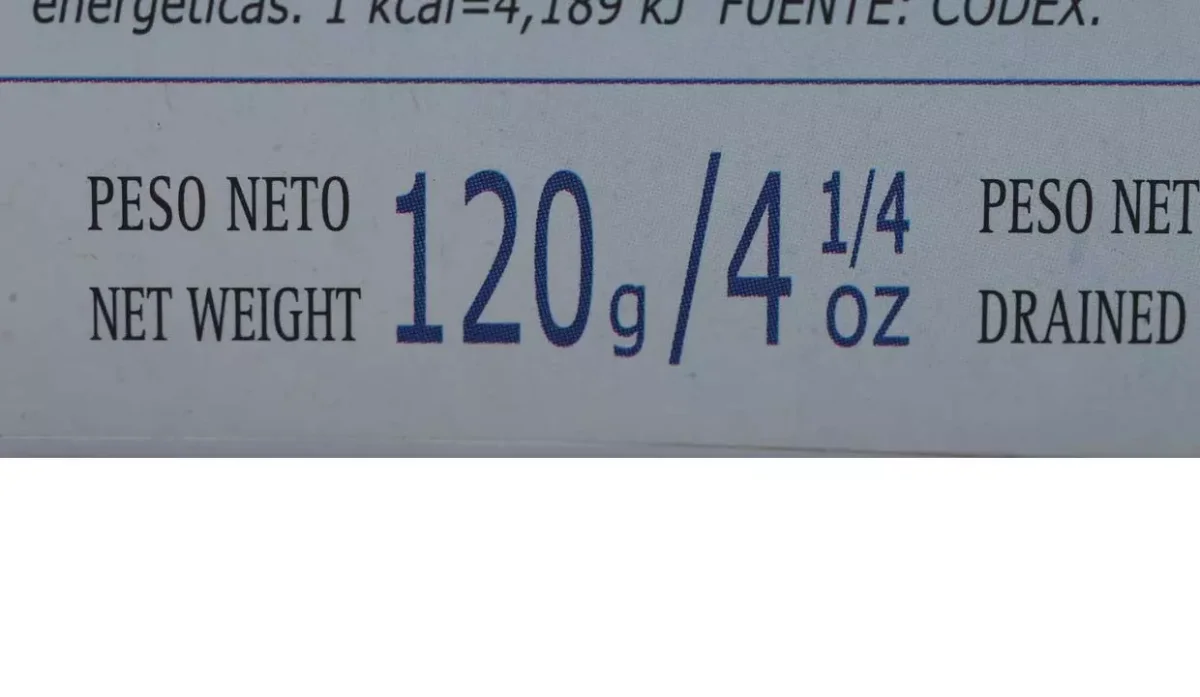 energéticas. 1 kcal=4,189 kJ FUENTE: CODEX.
PESO NETO
NET WEIGHT
120g/4 1/4 oz
PESO NET
DRAINED